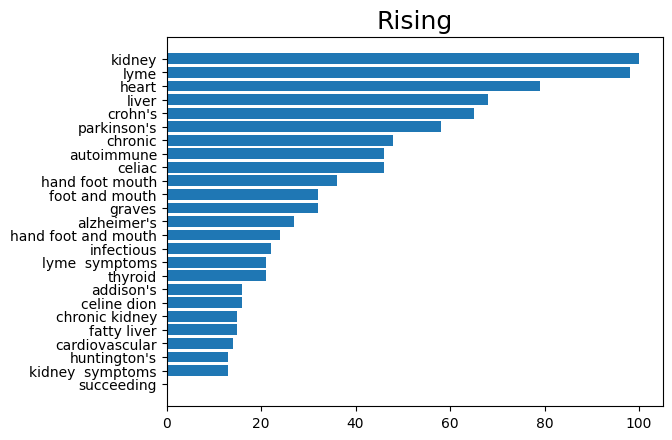 Rising
kidney
lyme
heart
liver
crohn's
parkinson's
chronic
autoimmune
celiac
hand foot mouth
foot and mouth
graves
alzheimer's
hand foot and mouth
infectious
lyme  symptoms
thyroid
addison's
celine dion
chronic kidney
fatty liver
cardiovascular
huntington's
kidney  symptoms
succeeding
0 20 40 60 80 100